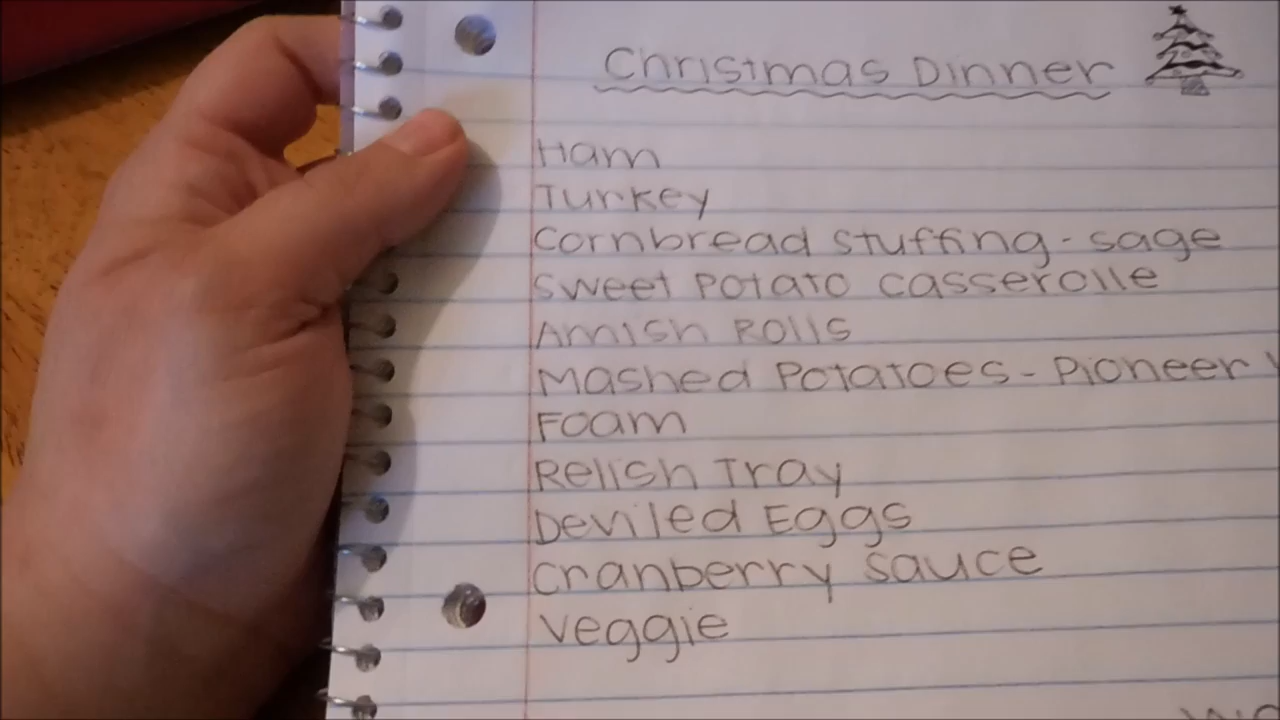 Christmas Dinner
Ham
Turkey
Cornbread Stuffing - sage
Sweet Potato Casserolle
Amish Rolls
Mashed Potatoes - Pioneer
Foam
Relish Tray
Deviled Eggs
Cranberry Sauce
Veggie